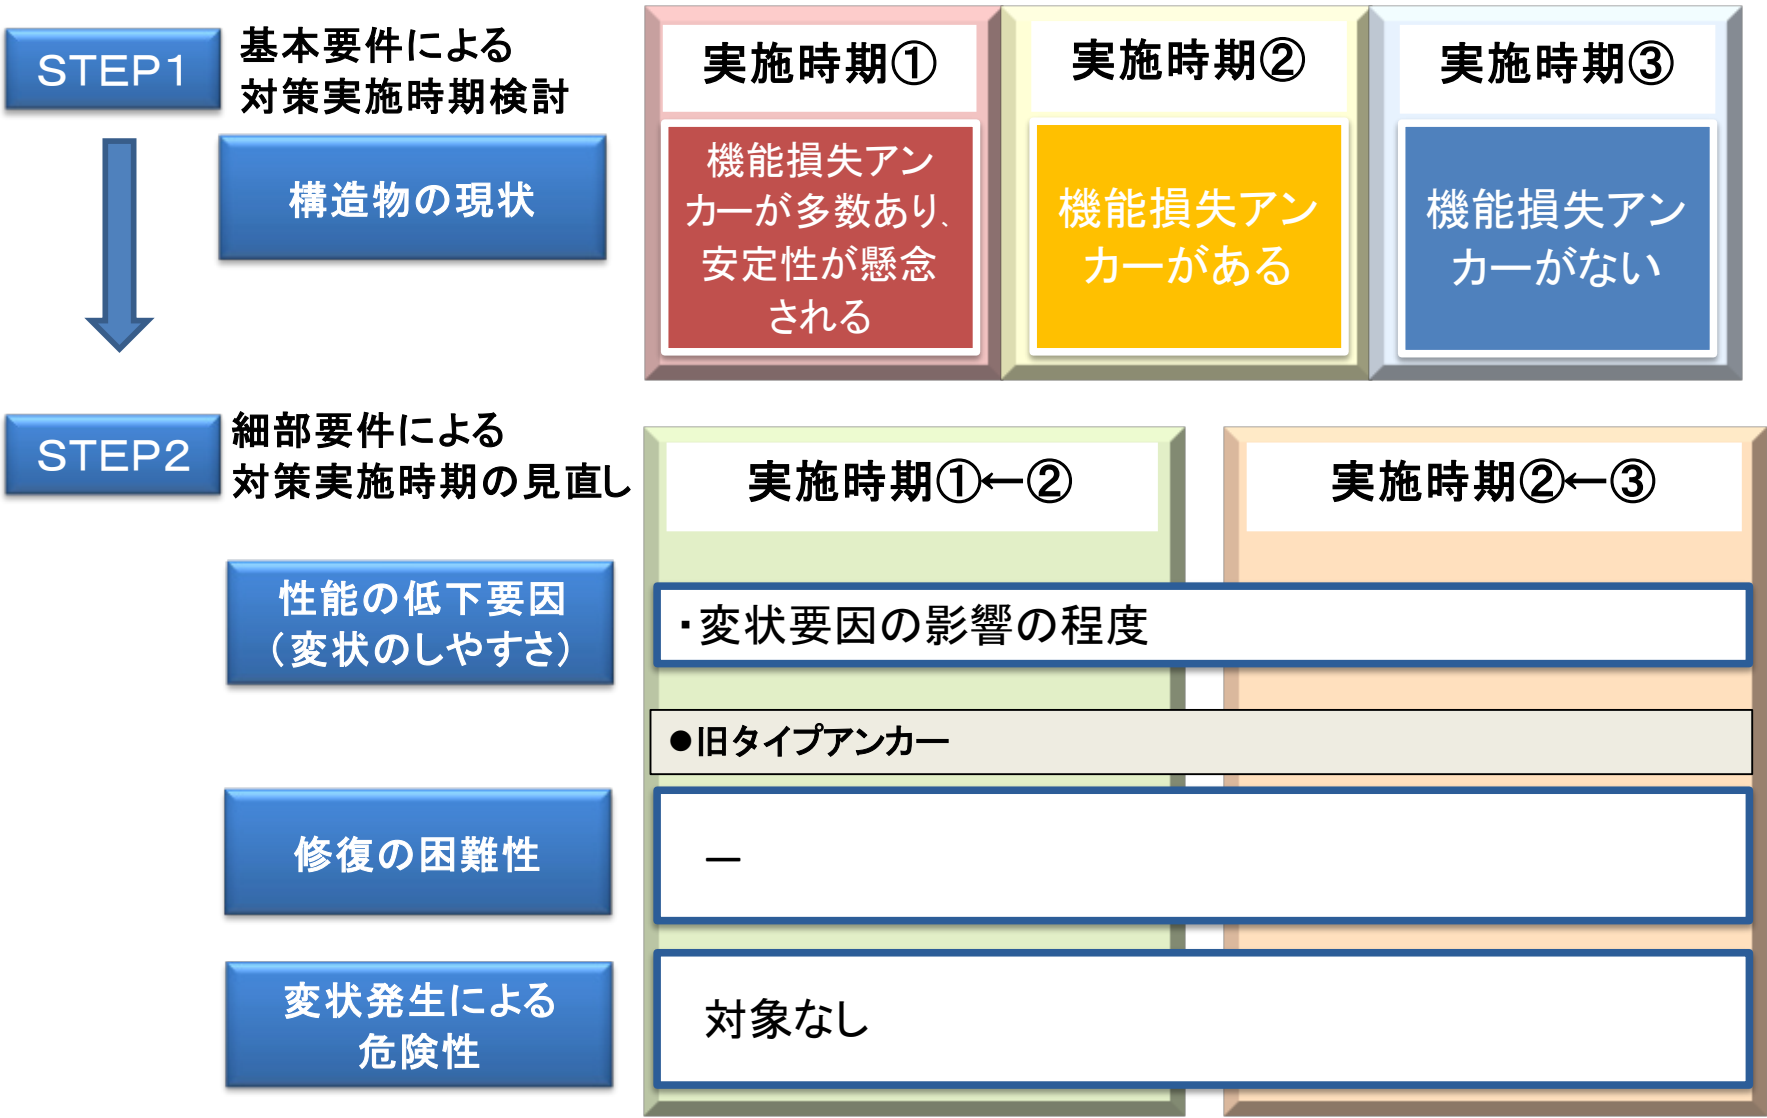 STEP1
基本要件による
対策実施時期検討
実施時期①
実施時期②
実施時期③
構造物の現状
機能損失アン
カーが多数あり、
安定性が懸念
される
機能損失アン
カーがある
機能損失アン
カーがない
STEP2
細部要件による
対策実施時期の見直し
実施時期①←②
実施時期②←③
性能の低下要因
（変状のしやすさ）
・変状要因の影響の程度
●旧タイプアンカー
修復の困難性
－
変状発生による
危険性
対象なし